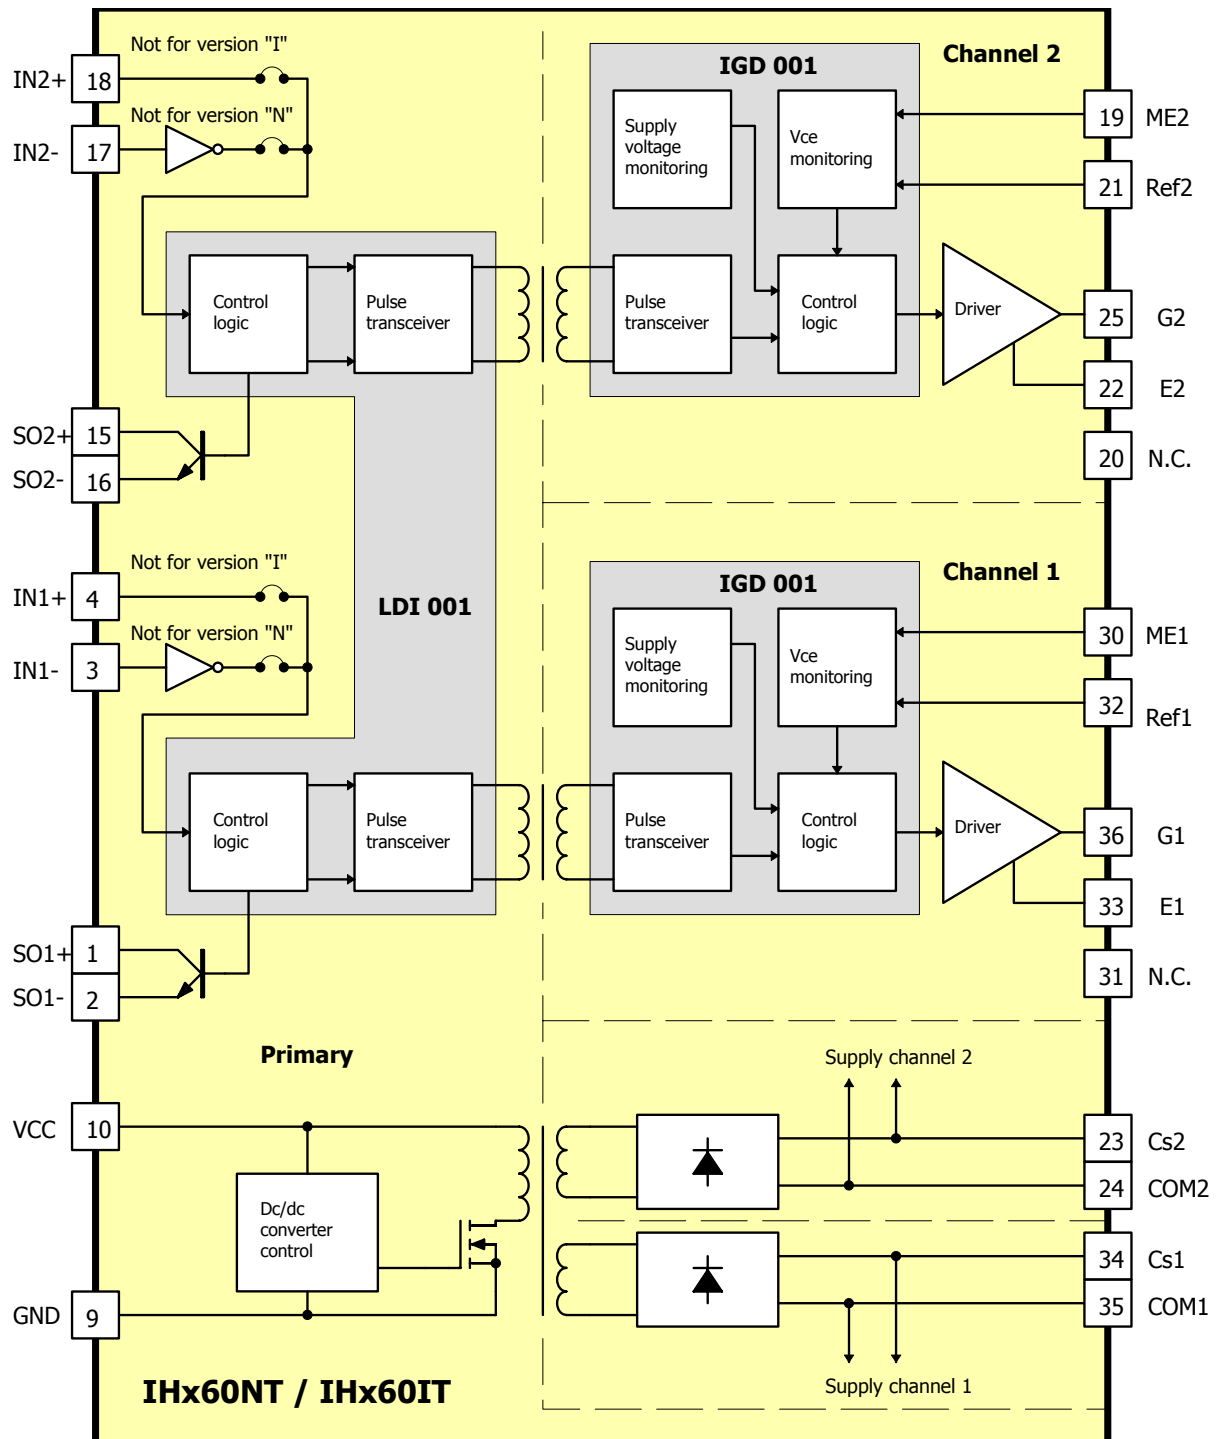 Not for version "I"
IN2+
18
Not for version "N"
IN2-
17
IGD 001
Channel 2
Supply
voltage
monitoring
Vce
monitoring
19
ME2
21
Ref2
Control
logic
Pulse
transceiver
Pulse
transceiver
Control
logic
Driver
25
G2
22
E2
SO2+
15
SO2-
16
20
N.C.
Not for version "I"
IN1+
4
Not for version "N"
IN1-
3
LDI 001
IGD 001
Channel 1
Supply
voltage
monitoring
Vce
monitoring
30
ME1
32
Ref1
Control
logic
Pulse
transceiver
Pulse
transceiver
Control
logic
Driver
36
G1
33
E1
SO1+
1
SO1-
2
31
N.C.
Primary
Supply channel 2
VCC
10
23
Cs2
24
COM2
Dc/dc
converter
control
34
Cs1
35
COM1
GND
9
Supply channel 1
IHx60NT / IHx60IT